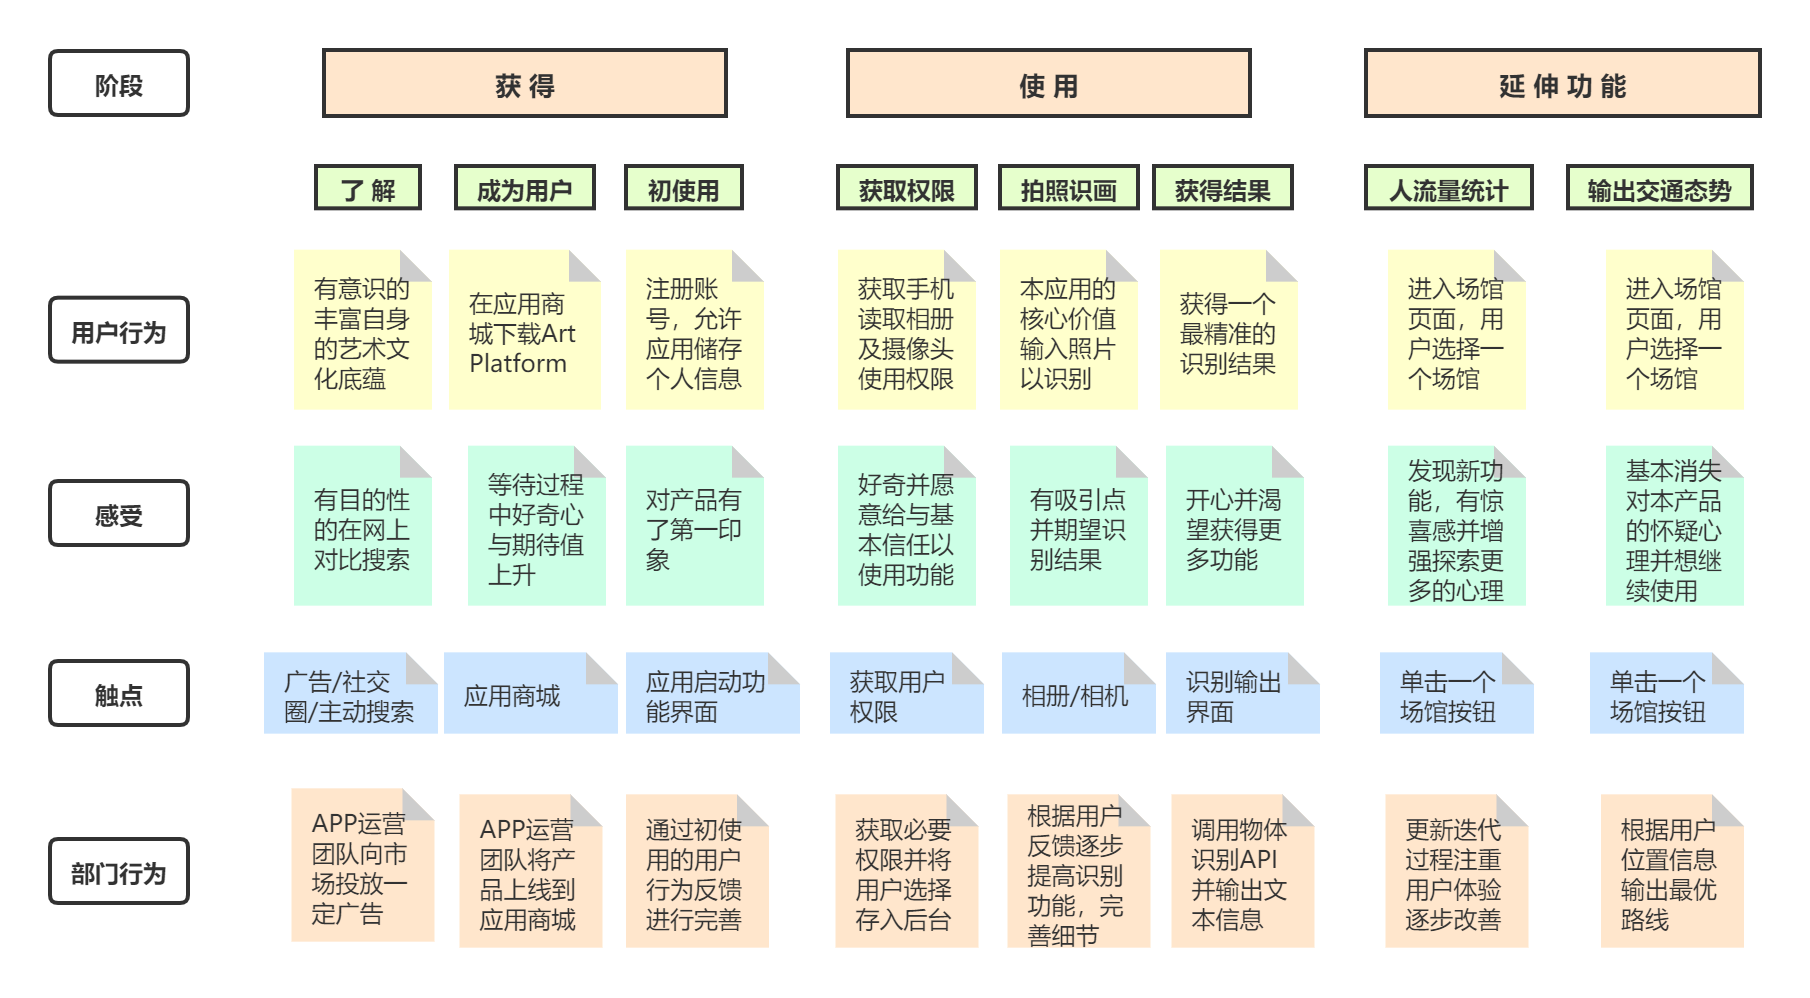 阶段
获 得
使 用
延 伸 功 能
了 解
成为用户
初使用
获取权限
拍照识画
获得结果
人流量统计
输出交通态势
用户行为
有意识的
丰富自身
的艺术文
化底蕴
在应用商
城下载Art
Platform
注册账
号，允许
应用储存
个人信息
获取手机
读取相册
及摄像头
使用权限
本应用的
核心价值
输入照片
以识别
获得一个
最精准的
识别结果
进入场馆
页面，用
户选择一
个场馆
进入场馆
页面，用
户选择一
个场馆
感受
有目的性
的在网上
对比搜索
等待过程
中好奇心
与期待值
上升
对产品有
了第一印
象
好奇并愿
意给与基
本信任以
使用功能
有吸引点
并期望识
别结果
开心并渴
望获得更
多功能
发现新功
能，有惊
喜感并增
强探索更
多的心理
基本消失
对本产品
的怀疑心
理并想继
续使用
触点
广告/社交
圈/主动搜索
应用商城
应用启动功
能界面
获取用户
权限
相册/相机
识别输出
界面
单击一个
场馆按钮
单击一个
场馆按钮
部门行为
APP运营
团队向市
场投放一
定广告
APP运营
团队将产
品上线到
应用商城
通过初使
用的用户
行为反馈
进行完善
获取必要
权限并将
用户选择
存入后台
根据用户
反馈逐步
提高识别
功能，完
善细节
调用物体
识别API
并输出文
本信息
更新迭代
过程注重
用户体验
逐步改善
根据用户
位置信息
输出最优
路线